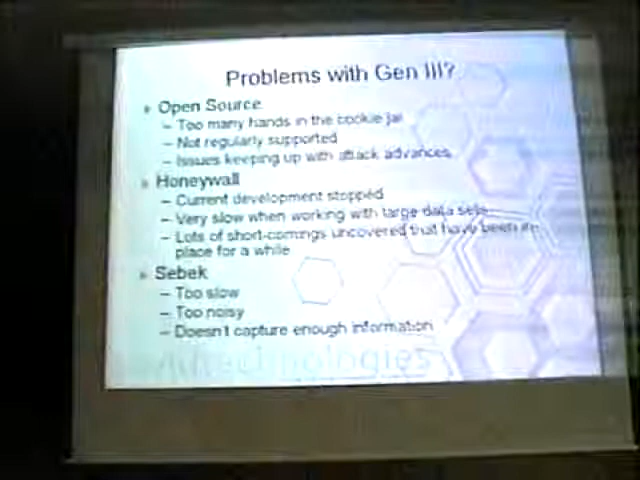 Problems with Gen III?
» Open Source
– Too many hands in the cookie jar
– Not regularly supported
– Issues keeping up with attack advances
» Honeywall
– Current development stopped
– Very slow when working with large data sets
– Lots of short-comings uncovered that have been in
place for a while
» Sebek
– Too slow
– Too noisy
– Doesn't capture enough information
technologies